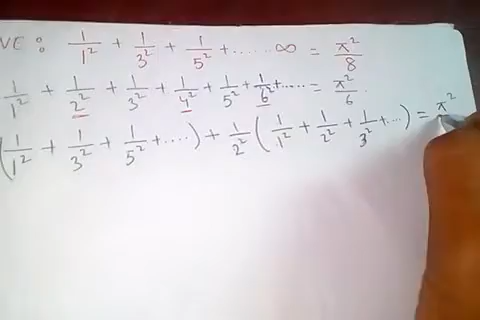 VE : 1/1² + 1/3² + 1/5² + ...... ∞ = π²/8
1/1² + 1/2² + 1/3² + 1/4² + 1/5² + 1/6² + ..... = π²/6
(1/1² + 1/3² + 1/5² + ....) + 1/2² (1/1² + 1/2² + 1/3² + ...) = π²